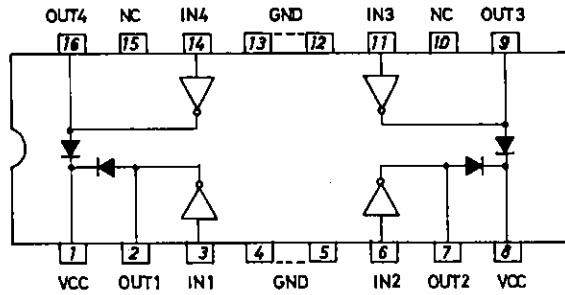 OUT4 NC IN4 GND IN3 NC OUT3
16 15 14 13 12 11 10 9
1 2 3 4 5 6 7 8
VCC OUT1 IN1 GND IN2 OUT2 VCC